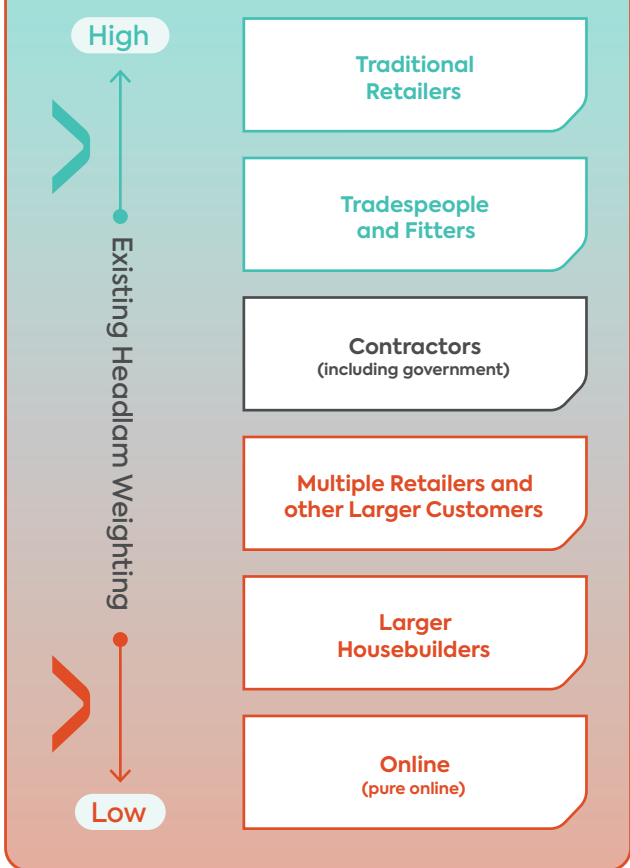 High
Traditional
Retailers
Tradespeople
and Fitters
Existing Headlam Weighting
Contractors
(including government)
Multiple Retailers and
other Larger Customers
Larger
Housebuilders
Online
(pure online)
Low